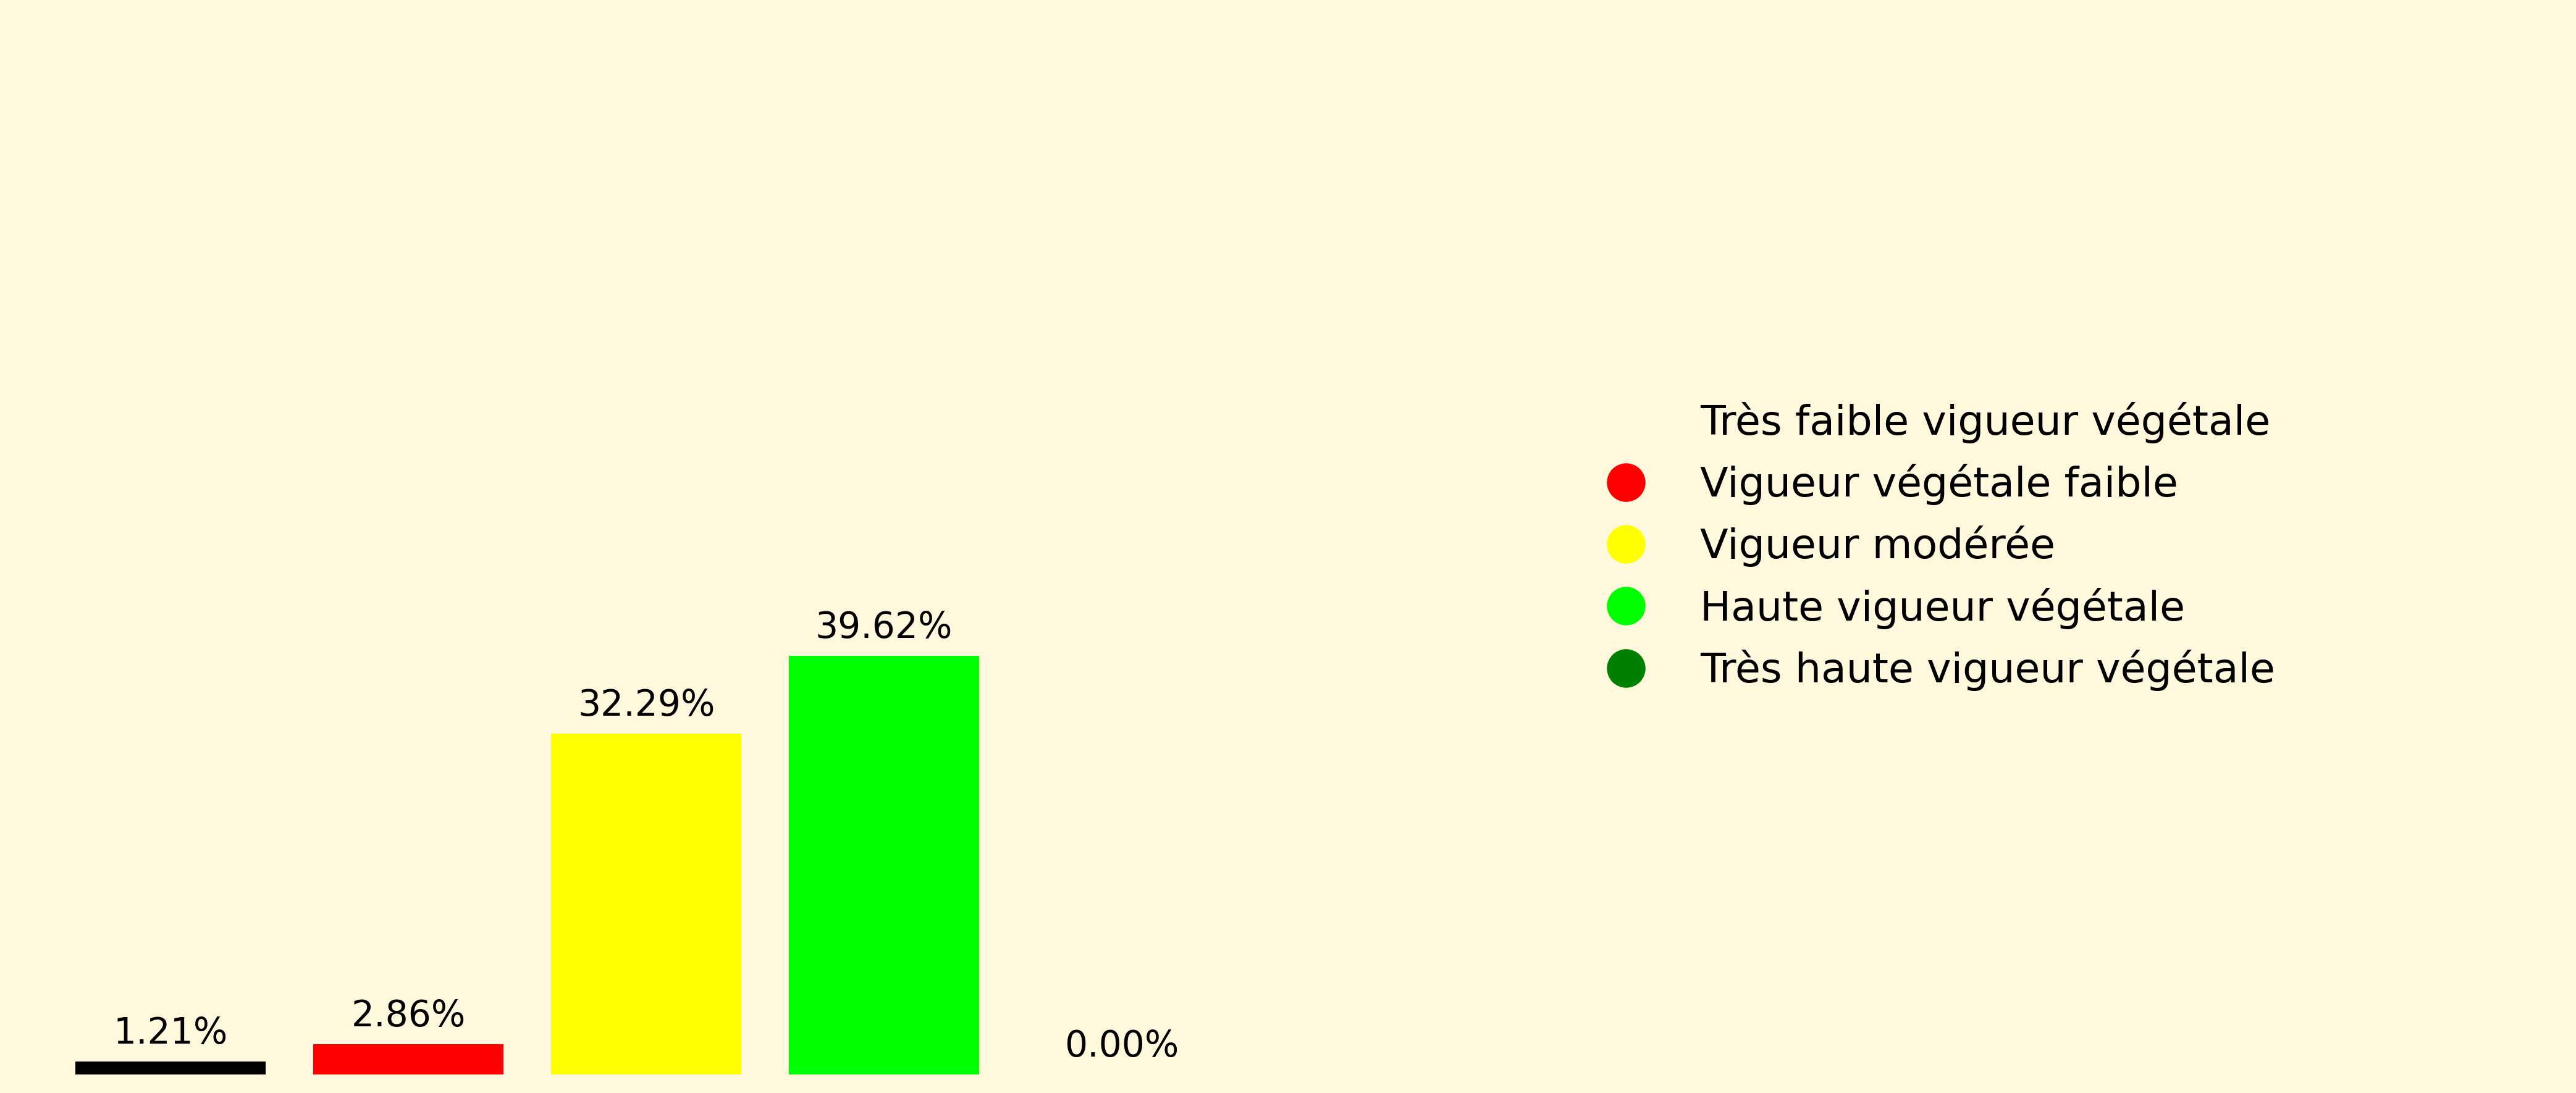 Très faible vigueur végétale
Vigueur végétale faible
Vigueur modérée
Haute vigueur végétale
Très haute vigueur végétale
39.62%
32.29%
2.86%
1.21%
0.00%